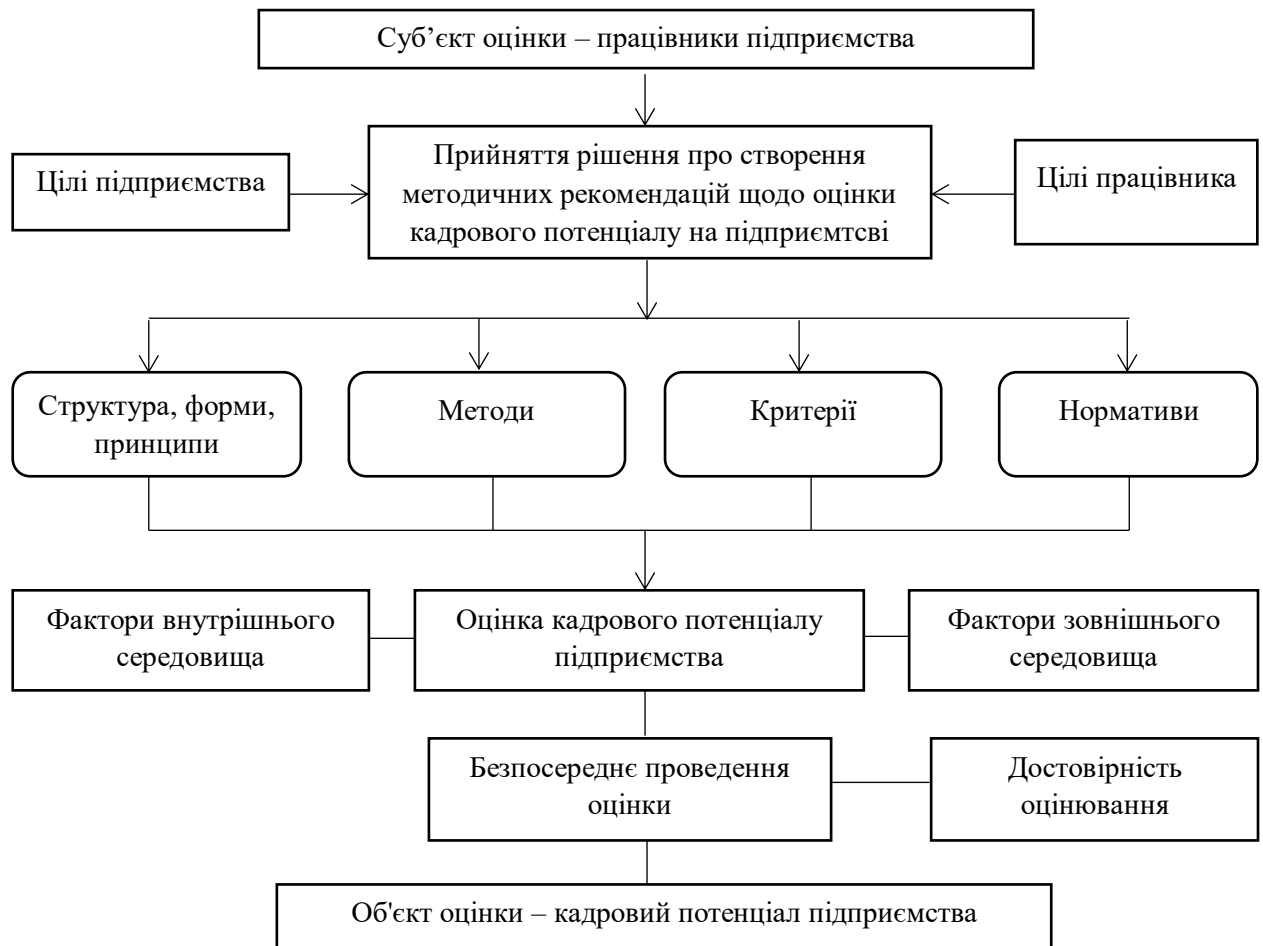 Суб’єкт оцінки – працівники підприємства
Цілі підприємства
Прийняття рішення про створення
методичних рекомендацій щодо оцінки
кадрового потенціалу на підприємтсві
Цілі працівника
Структура, форми,
принципи
Методи
Критерії
Нормативи
Фактори внутрішнього
середовища
Оцінка кадрового потенціалу
підприємства
Фактори зовнішнього
середовища
Безпосереднє проведення
оцінки
Достовірність
оцінювання
Об'єкт оцінки – кадровий потенціал підприємства